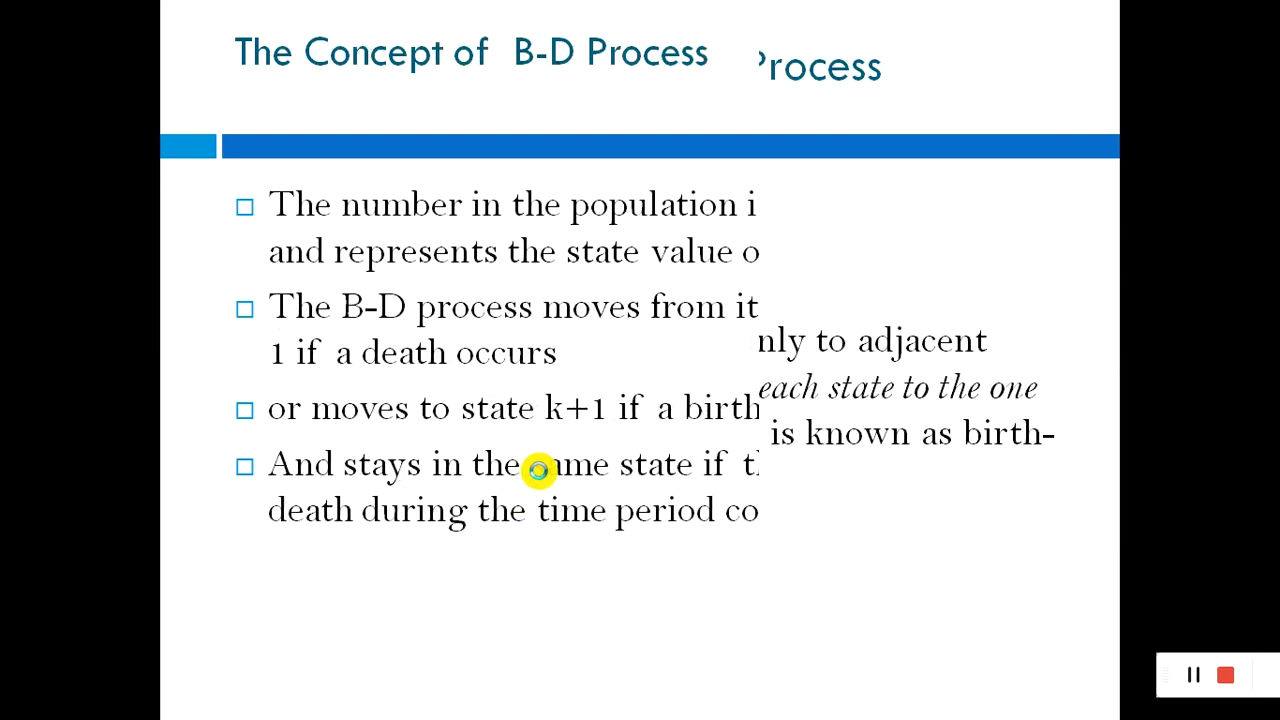 The Concept of B-D Process
Process
The number in the population i
and represents the state value o
The B-D process moves from it
1 if a death occurs
or moves to state k+1 if a birth
And stays in the same state if t
death during the time period co
nly to adjacent
each state to the one
is known as birth-